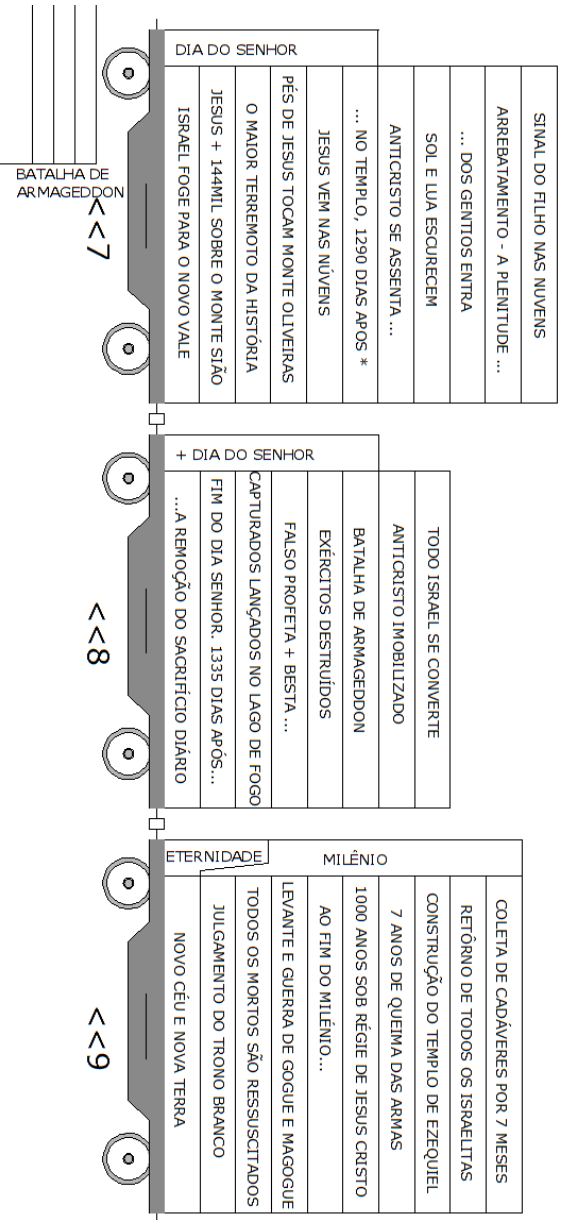 DIA DO SENHOR
SINAL DO FILHO NAS NUVENS
ARREBATAMENTO - A PLENITUDE ...
... DOS GENTIOS ENTRA
SOL E LUA ESCURECEM
ANTICRISTO SE ASSENTA ...
... NO TEMPLO, 1290 DIAS APOS *
JESUS VEM NAS NÚVENS
PÉS DE JESUS TOCAM MONTE OLIVEIRAS
O MAIOR TERREMOTO DA HISTÓRIA
JESUS + 144MIL SOBRE O MONTE SIÃO
ISRAEL FOGE PARA O NOVO VALE
BATALHA DE
ARMAGEDDON
<<7
+ DIA DO SENHOR
TODO ISRAEL SE CONVERTE
ANTICRISTO IMOBILIZADO
BATALHA DE ARMAGEDDON
EXÉRCITOS DESTRUÍDOS
FALSO PROFETA + BESTA ...
CAPTURADOS LANÇADOS NO LAGO DE FOGO
FIM DO DIA SENHOR. 1335 DIAS APÓS...
...A REMOÇÃO DO SACRIFÍCIO DIÁRIO
<<8
ETERNIDADE
MILÊNIO
COLETA DE CADÁVERES POR 7 MESES
RETÔRNO DE TODOS OS ISRAELITAS
CONSTRUÇÃO DO TEMPLO DE EZEQUIEL
7 ANOS DE QUEIMA DAS ARMAS
1000 ANOS SOB RÉGIE DE JESUS CRISTO
AO FIM DO MILÊNIO...
LEVANTE E GUERRA DE GOGUE E MAGOGUE
TODOS OS MORTOS SÃO RESSUSCITADOS
JULGAMENTO DO TRONO BRANCO
NOVO CÉU E NOVA TERRA
<<9